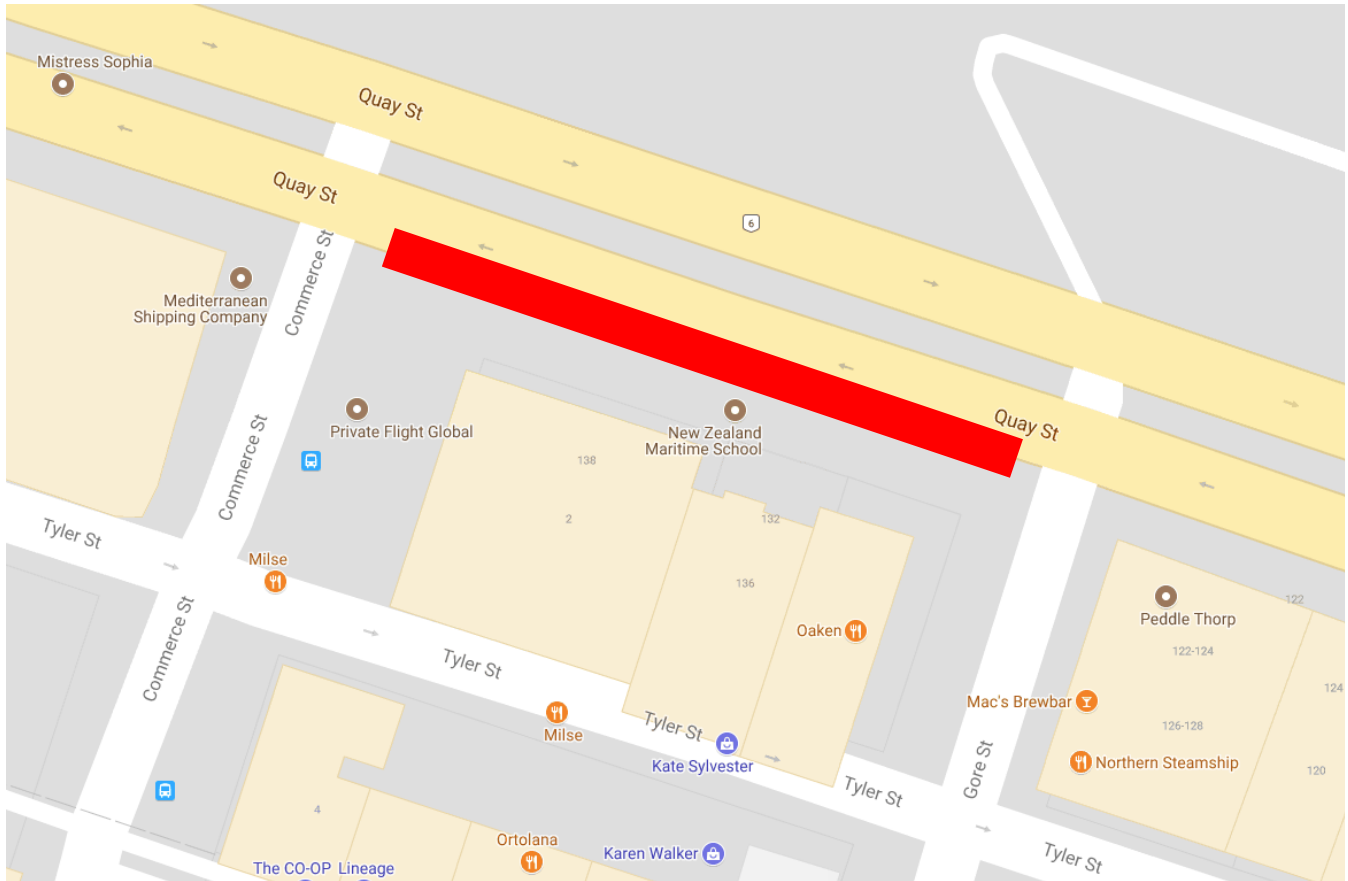 Mistress Sophia
Quay St
Quay St
6
Commerce St
Mediterranean
Shipping Company
Private Flight Global
New Zealand
Maritime School
Quay St
Commerce St
138
2
132
136
Tyler St
Milse
Commerce St
Oaken
122
Peddle Thorp
122-124
124
Tyler St
Mac's Brewbar
126-128
Milse
Tyler St
Kate Sylvester
Gore St
Northern Steamship
120
Tyler St
4
Ortolana
Karen Walker
Tyler St
The CO-OP Lineage